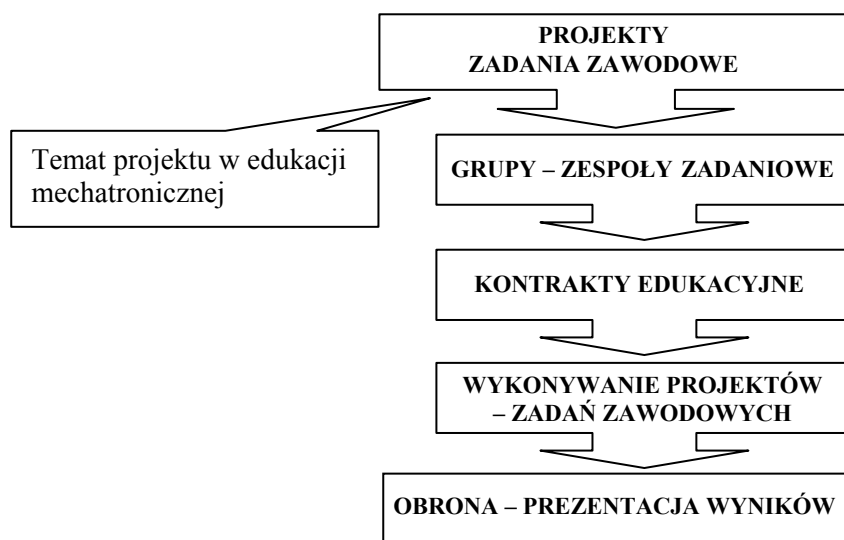 PROJEKTY
ZADANIA ZAWODOWE
Temat projektu w edukacji
mechatronicznej
GRUPY – ZESPOŁY ZADANIOWE
KONTRAKTY EDUKACYJNE
WYKONYWANIE PROJEKTÓW
– ZADAŃ ZAWODOWYCH
OBRONA – PREZENTACJA WYNIKÓW